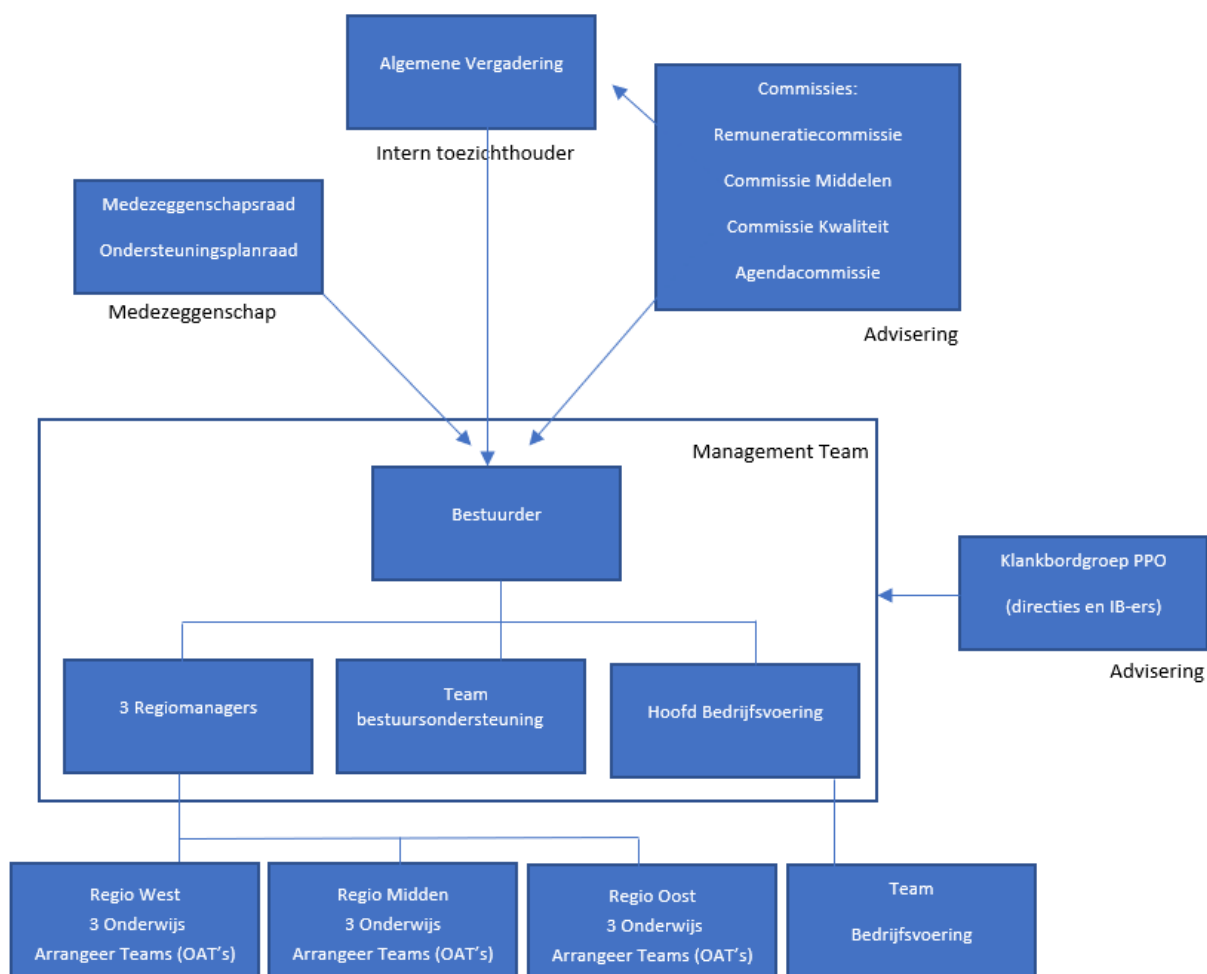 Algemene Vergadering
Intern toezichthouder
Commissies:
Remuneratiecommissie
Commissie Middelen
Commissie Kwaliteit
Agendacommissie
Advisering
Medezeggenschapsraad
Ondersteuningsplanraad
Medezeggenschap
Management Team
Bestuurder
Klankbordgroep PPO
(directies en IB-ers)
Advisering
3 Regiomanagers
Team
bestuursondersteuning
Hoofd Bedrijfsvoering
Regio West
3 Onderwijs
Arrangeer Teams (OAT’s)
Regio Midden
3 Onderwijs
Arrangeer Teams (OAT’s)
Regio Oost
3 Onderwijs
Arrangeer Teams (OAT’s)
Team
Bedrijfsvoering